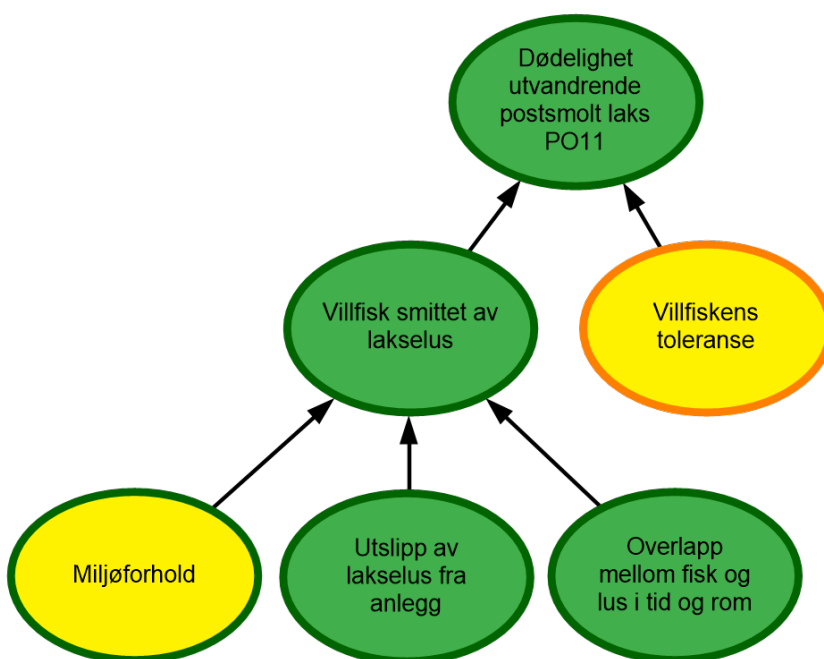 Dødelighet
utvandrende
postsmolt laks
PO11
Villfisk smittet av
lakselus
Villfiskens
toleranse
Miljøforhold
Utslipp av
lakselus fra
anlegg
Overlapp
mellom fisk og
lus i tid og rom